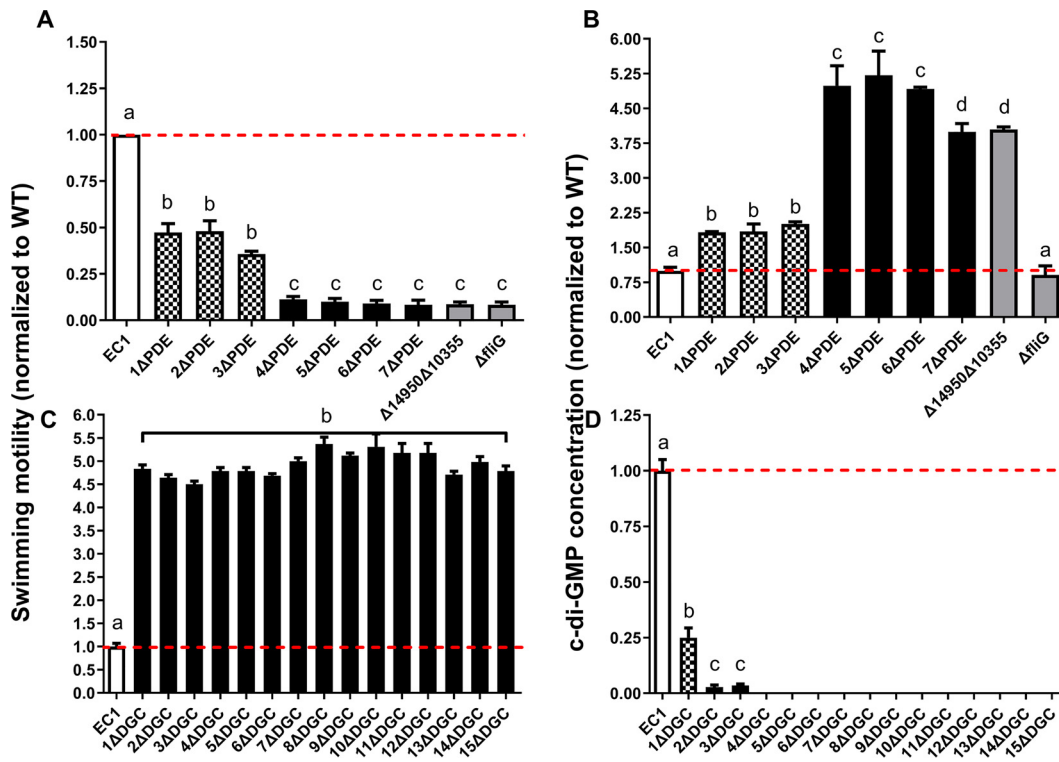 A
1.50
1.25
1.00
0.75
0.50
0.25
0.00
a
b
b
b
c
c
c
c
c
c
EC1
1ΔPDE
2ΔPDE
3ΔPDE
4ΔPDE
5ΔPDE
6ΔPDE
7ΔPDE
Δ14950Δ10355
ΔfliG
B
6.00
5.25
4.50
3.75
3.00
2.25
1.50
0.75
0.00
a
b
b
b
c
c
c
d
d
a
EC1
1ΔPDE
2ΔPDE
3ΔPDE
4ΔPDE
5ΔPDE
6ΔPDE
7ΔPDE
Δ14950Δ10355
ΔfliG
Swimming motility (normalized to WT)
c-di-GMP concentration (normalized to WT)
C
6.0
5.5
5.0
4.5
4.0
3.5
3.0
2.5
2.0
1.5
1.0
0.5
0.0
a
b
EC1
1ΔDGC
2ΔDGC
3ΔDGC
4ΔDGC
5ΔDGC
6ΔDGC
7ΔDGC
8ΔDGC
9ΔDGC
10ΔDGC
11ΔDGC
12ΔDGC
13ΔDGC
14ΔDGC
15ΔDGC
D
1.25
1.00
0.75
0.50
0.25
0.00
a
b
c
c
EC1
1ΔDGC
2ΔDGC
3ΔDGC
4ΔDGC
5ΔDGC
6ΔDGC
7ΔDGC
8ΔDGC
9ΔDGC
10ΔDGC
11ΔDGC
12ΔDGC
13ΔDGC
14ΔDGC
15ΔDGC